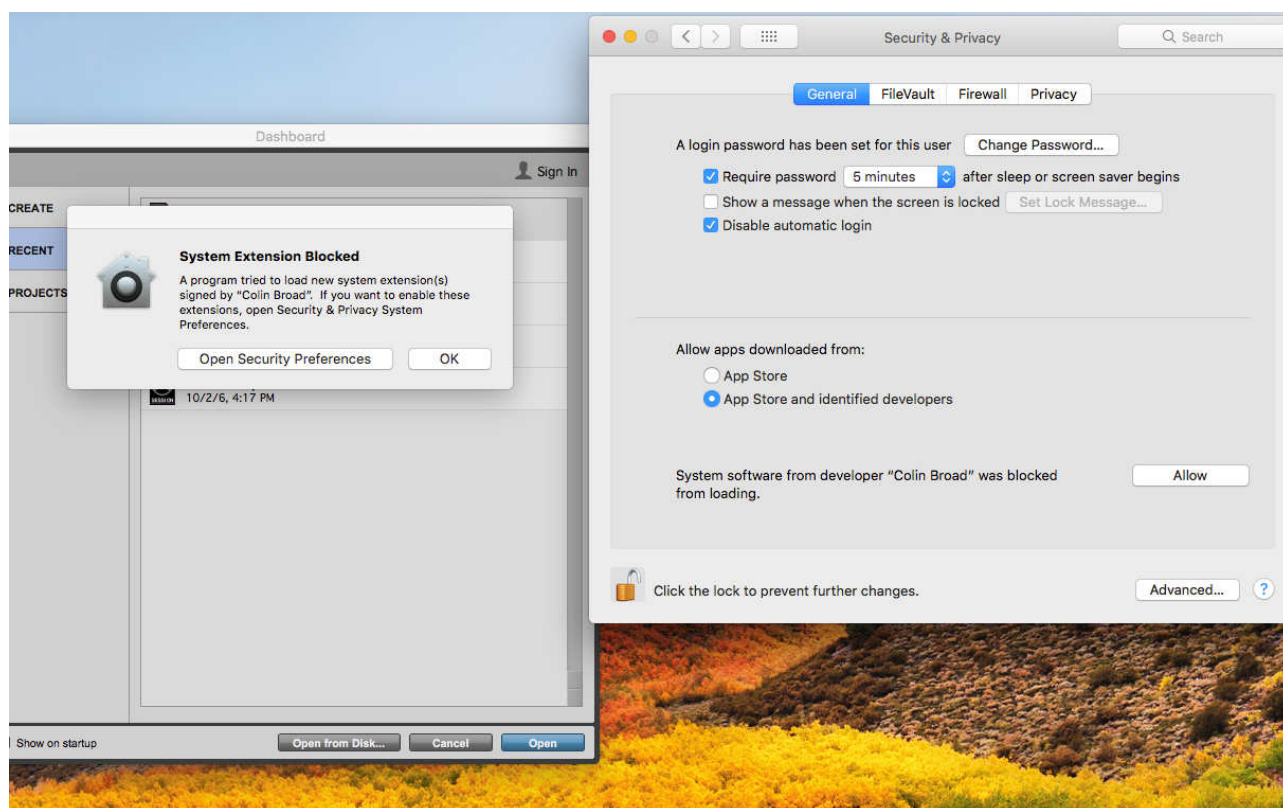 Dashboard
Sign In
CREATE
RECENT
PROJECTS
System Extension Blocked
A program tried to load new system extension(s)
signed by “Colin Broad”. If you want to enable these
extensions, open Security & Privacy System
Preferences.
Open Security Preferences
OK
SESSION
10/2/6, 4:17 PM
Show on startup
Open from Disk...
Cancel
Open
Security & Privacy
Search
General
FileVault
Firewall
Privacy
A login password has been set for this user
Change Password...
Require password
5 minutes
after sleep or screen saver begins
Show a message when the screen is locked
Set Lock Message...
Disable automatic login
Allow apps downloaded from:
App Store
App Store and identified developers
System software from developer “Colin Broad” was blocked
from loading.
Allow
Click the lock to prevent further changes.
Advanced...
?